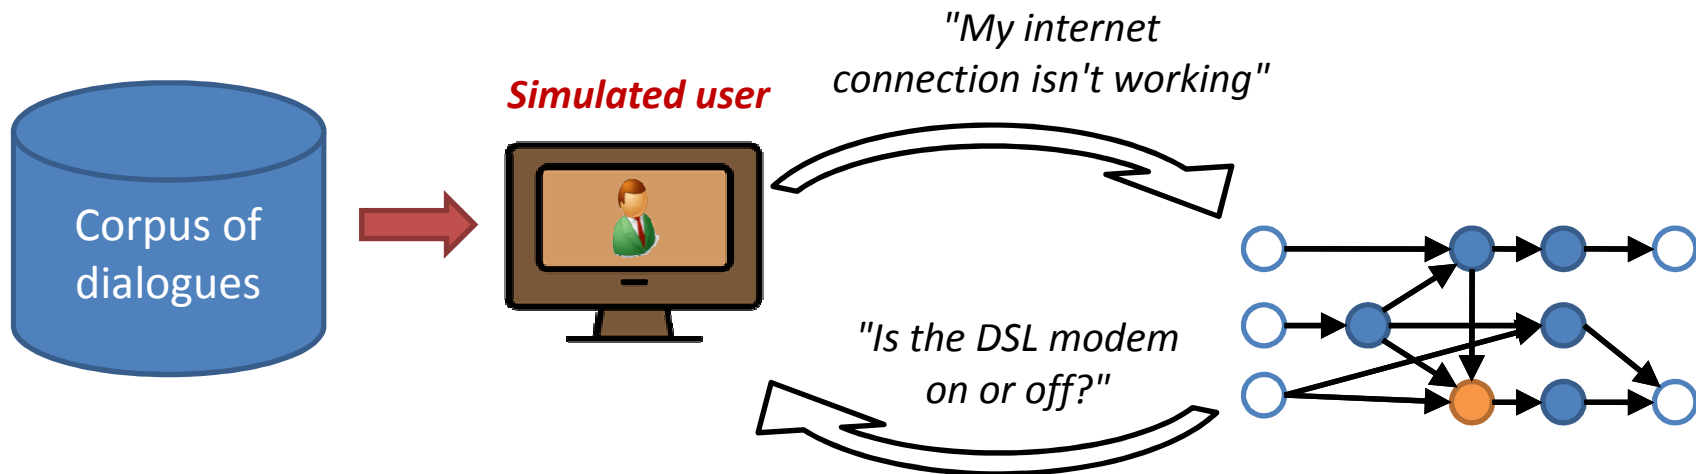 Corpus of
dialogues
Simulated user
"My internet
connection isn't working"
"Is the DSL modem
on or off?"